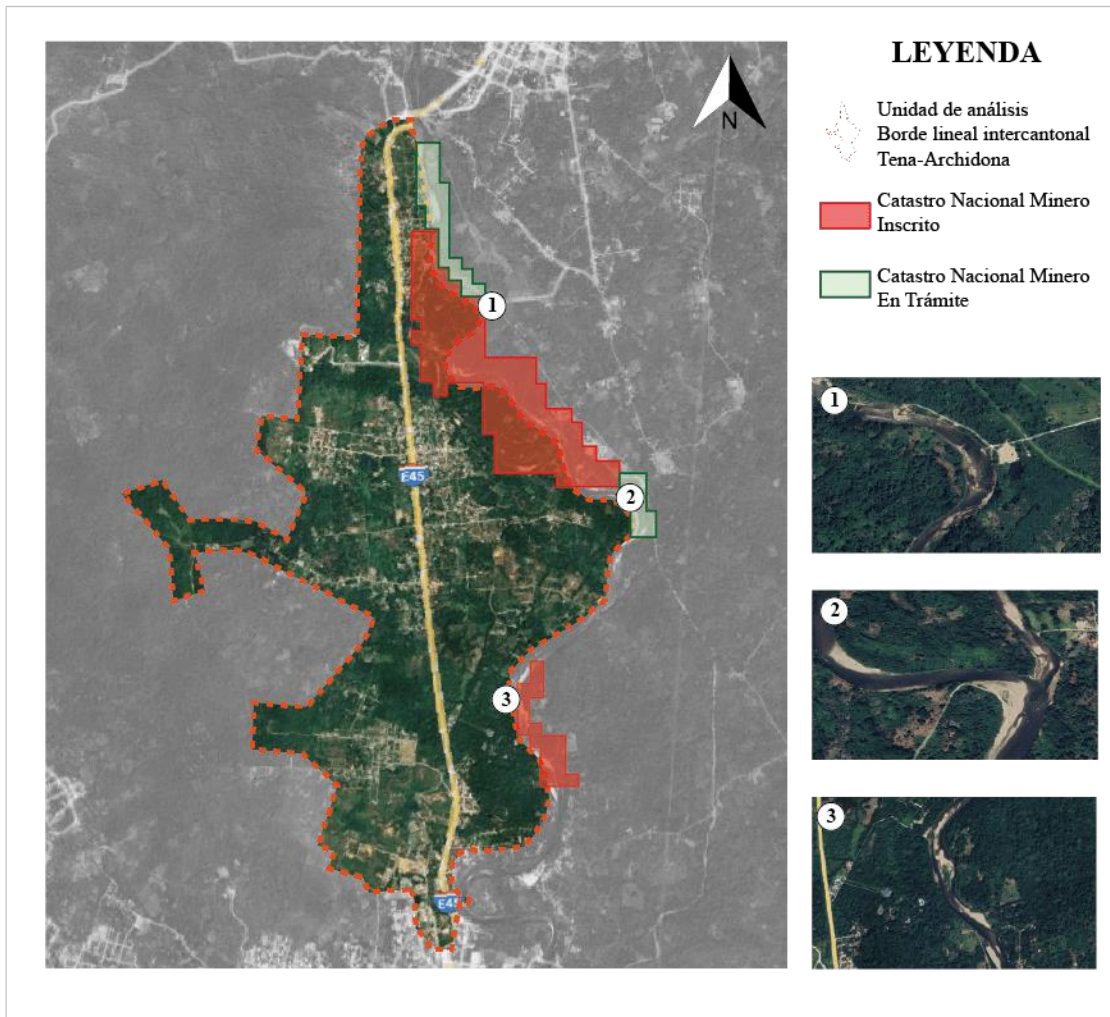 LEYENDA
Unidad de análisis
Borde lineal intercantonal
Tena-Archidona
Catastro Nacional Minero
Inscrito
Catastro Nacional Minero
En Trámite
N
1
E45
2
3
E45
1
2
3